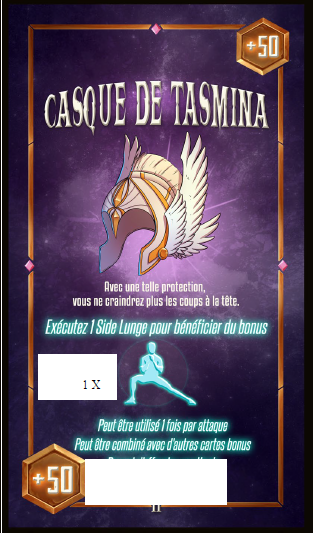 +50
CASQUE DE TASMINA
Avec une telle protection,
vous ne craindrez plus les coups à la tête.
Exécutez 1 Side Lunge pour bénéficier du bonus
1 X
Peut être utilisé 1 fois par attaque
Peut être combiné avec d'autres cartes bonus
+50
11